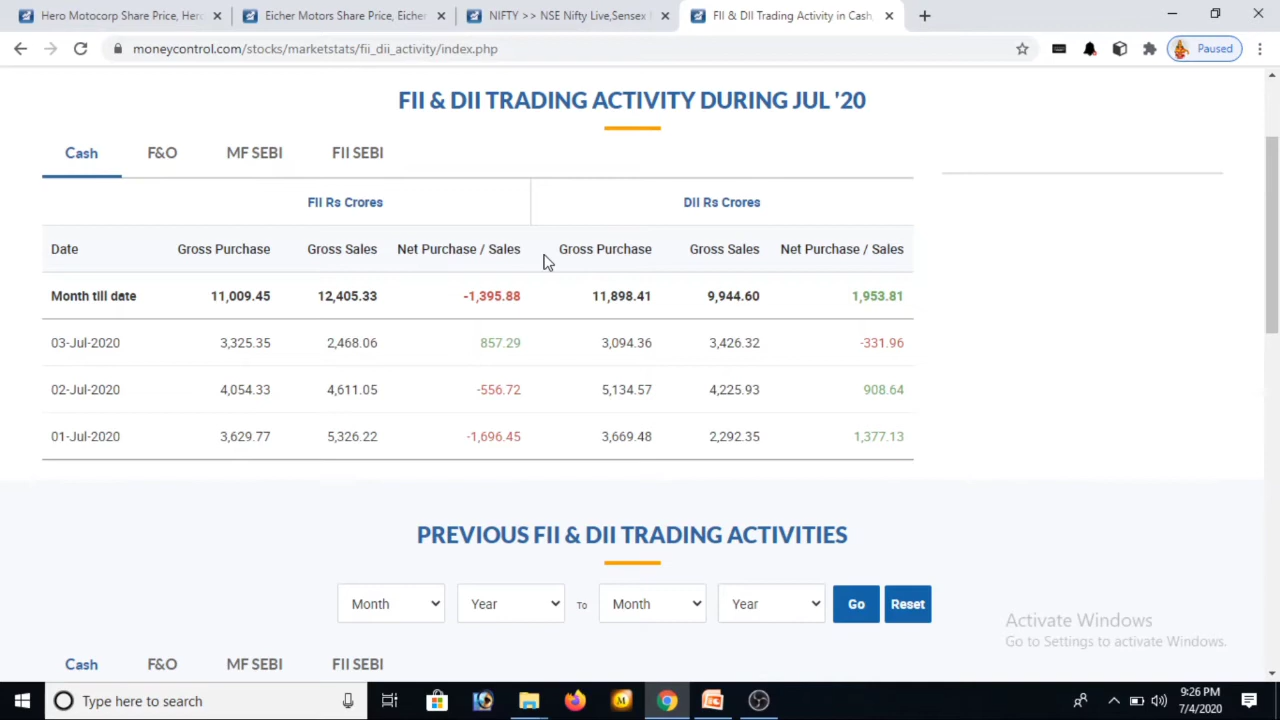 Hero Motocorp Share Price, Hero
Eicher Motors Share Price, Eicher
NIFTY >> NSE Nifty Live,Sensex
FII & DII Trading Activity in Cash,
moneycontrol.com/stocks/marketstats/fii_dii_activity/index.php
Paused
FII & DII TRADING ACTIVITY DURING JUL '20
Cash F&O MF SEBI FII SEBI
FII Rs Crores DII Rs Crores
Date Gross Purchase Gross Sales Net Purchase / Sales Gross Purchase Gross Sales Net Purchase / Sales
Month till date 11,009.45 12,405.33 -1,395.88 11,898.41 9,944.60 1,953.81
03-Jul-2020 3,325.35 2,468.06 857.29 3,094.36 3,426.32 -331.96
02-Jul-2020 4,054.33 4,611.05 -556.72 5,134.57 4,225.93 908.64
01-Jul-2020 3,629.77 5,326.22 -1,696.45 3,669.48 2,292.35 1,377.13
PREVIOUS FII & DII TRADING ACTIVITIES
Month Year To Month Year Go Reset
Activate Windows
Go to Settings to activate Windows.
Cash F&O MF SEBI FII SEBI
Type here to search
9:26 PM
7/4/2020